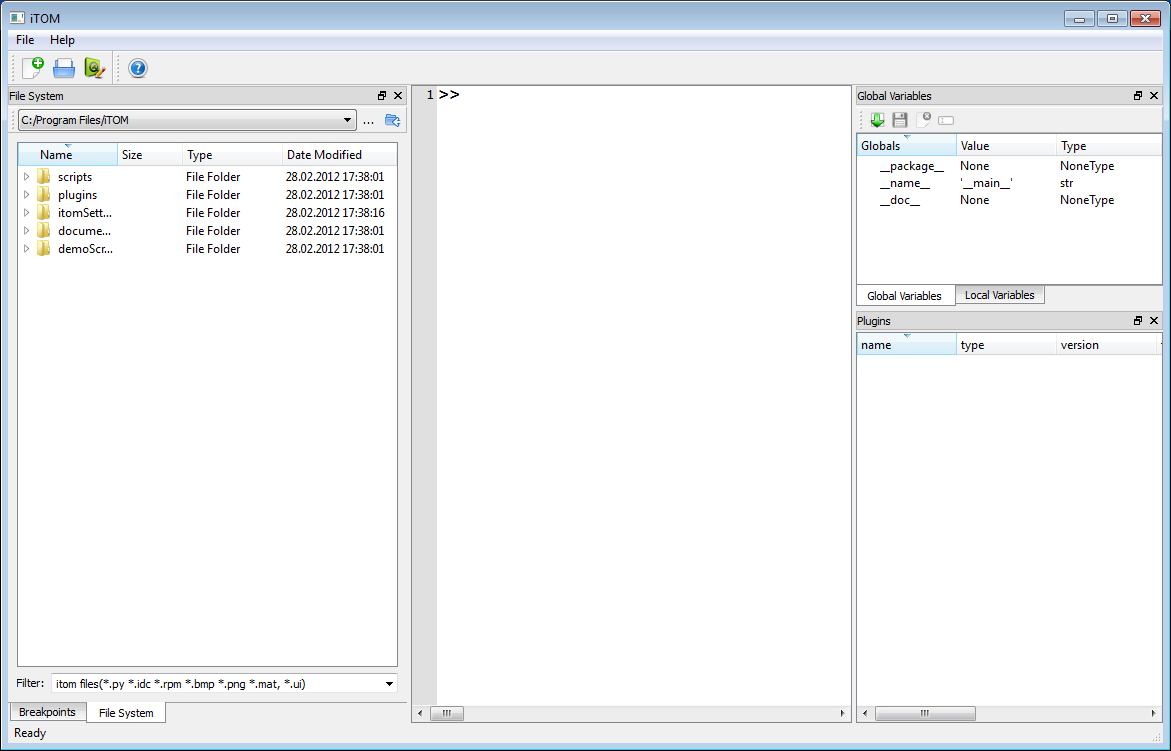 iTOM
File Help
File System
C:/Program Files/iTOM ...
Name Size Type Date Modified
scripts File Folder 28.02.2012 17:38:01
plugins File Folder 28.02.2012 17:38:01
itomSett... File Folder 28.02.2012 17:38:16
docume... File Folder 28.02.2012 17:38:01
demoScr... File Folder 28.02.2012 17:38:01
Filter: itom files(*.py *.idc *.rpm *.bmp *.png *.mat, *.ui)
Breakpoints File System
Ready
1 >>
Global Variables
Globals Value Type
__package__ None NoneType
__name__ '__main__' str
__doc__ None NoneType
Global Variables Local Variables
Plugins
name type version